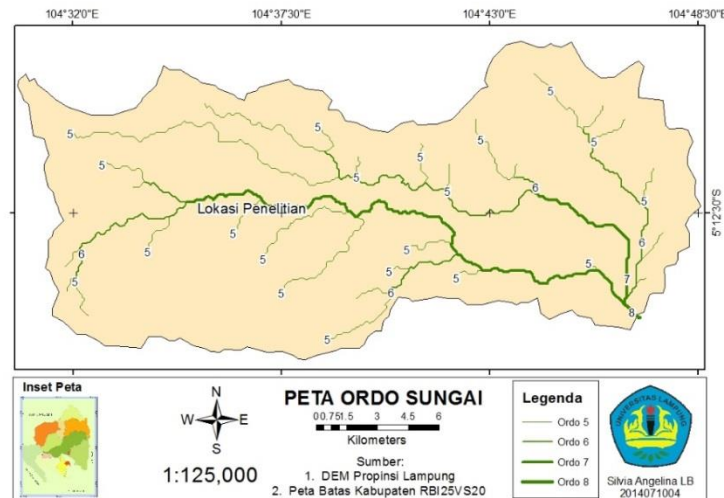 104°32'0"E
104°37'30"E
104°43'0"E
104°48'30"E
5
5
5
5
5
5
5
5
5
5
6
Lokasi Penelitian
5°12'30"S
5
5
5
6
5
6
5
5
5
6
7
5
8
5
Inset Peta
N
W
E
S
1:125,000
PETA ORDO SUNGAI
0 0.75 1.5 3 4.5 6
Kilometers
Sumber:
1. DEM Propinsi Lampung
2. Peta Batas Kabupaten RBI25VS20
Legenda
Ordo 5
Ordo 6
Ordo 7
Ordo 8
UNIVERSITAS LAMPUNG
Silvia Angelina LB
2014071004